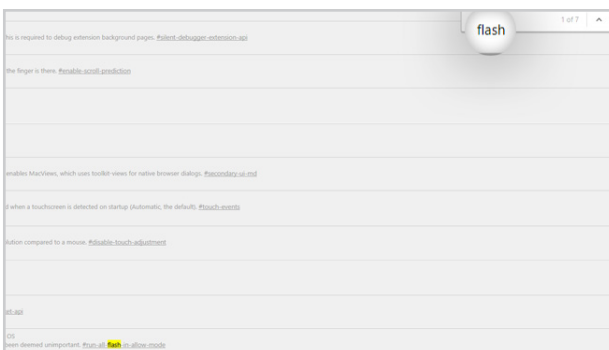 1 of 7
flash
his is required to debug extension background pages. #silent-debugger-extension-api
the finger is there. #enable-scroll-prediction
enables MacViews, which uses toolkit-views for native browser dialogs. #secondary-ui-md
d when a touchscreen is detected on startup (Automatic, the default). #touch-events
lution compared to a mouse. #disable-touch-adjustment
et-api
OS
been deemed unimportant. #run-all-flash-in-allow-mode